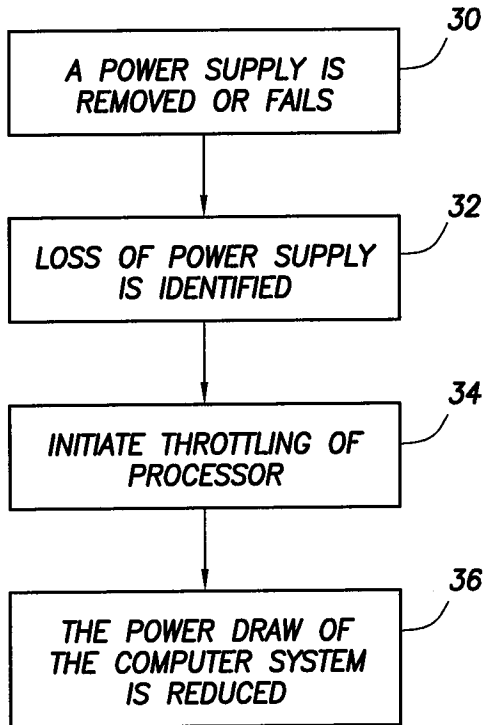 30
A POWER SUPPLY IS
REMOVED OR FAILS
32
LOSS OF POWER SUPPLY
IS IDENTIFIED
34
INITIATE THROTTLING OF
PROCESSOR
36
THE POWER DRAW OF
THE COMPUTER SYSTEM
IS REDUCED